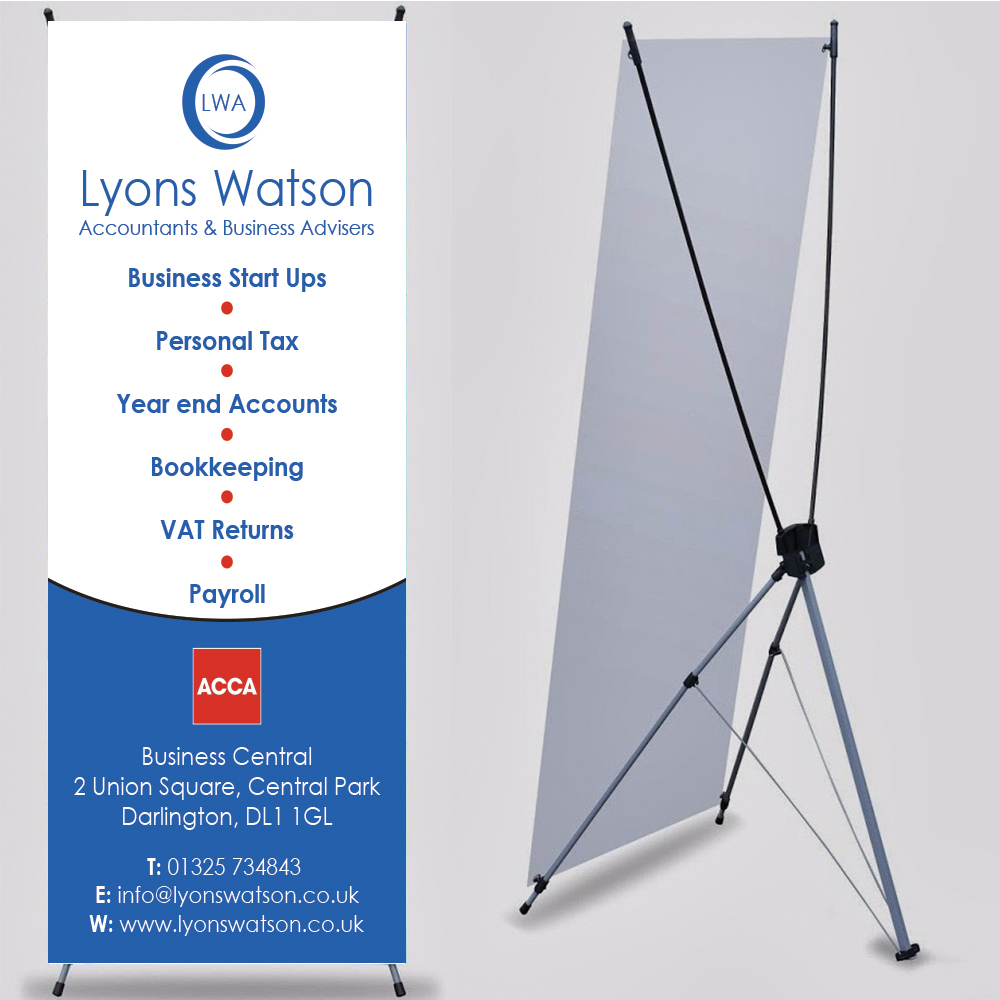 LWA
Lyons Watson
Accountants & Business Advisers
Business Start Ups
Personal Tax
Year end Accounts
Bookkeeping
VAT Returns
Payroll
ACCA
Business Central
2 Union Square, Central Park
Darlington, DL1 1GL
T: 01325 734843
E: info@lyonswatson.co.uk
W: www.lyonswatson.co.uk